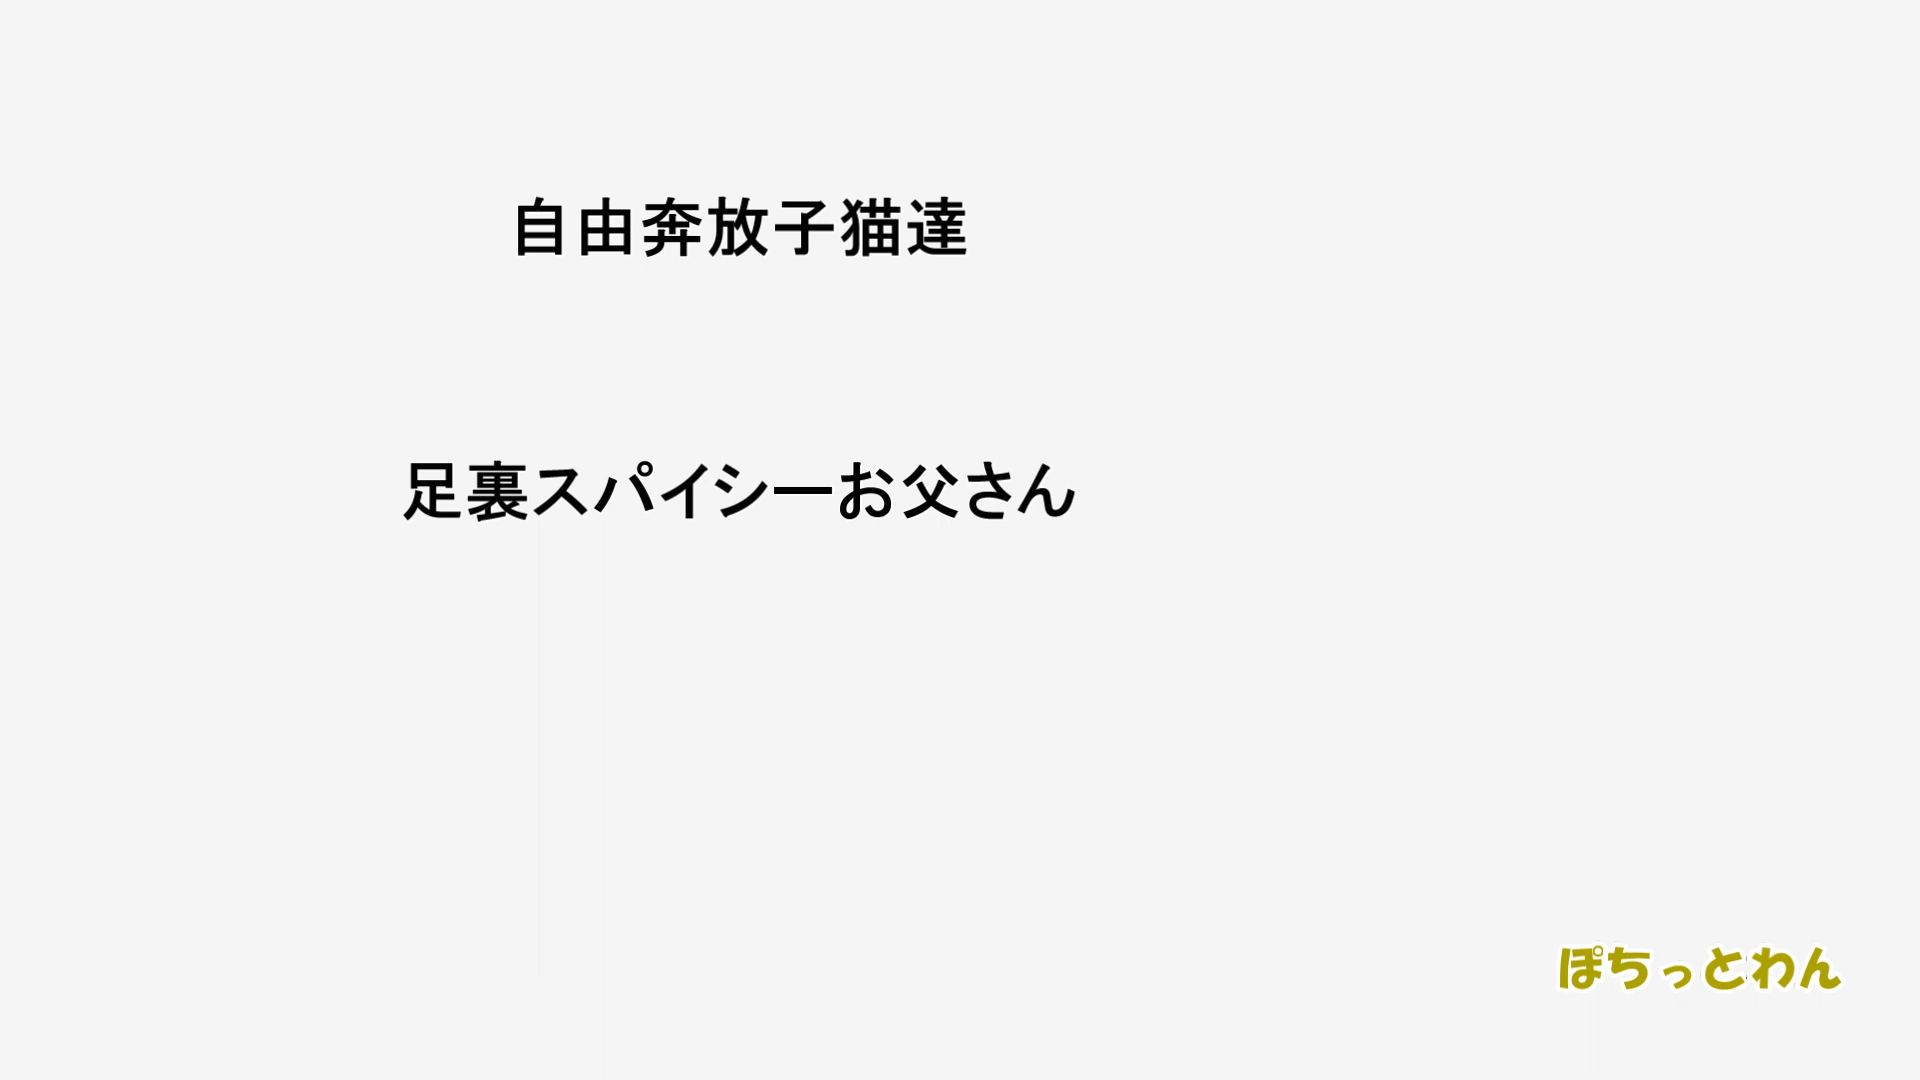 自由奔放子猫達
足裏スパイシーお父さん
ぽちっとわん